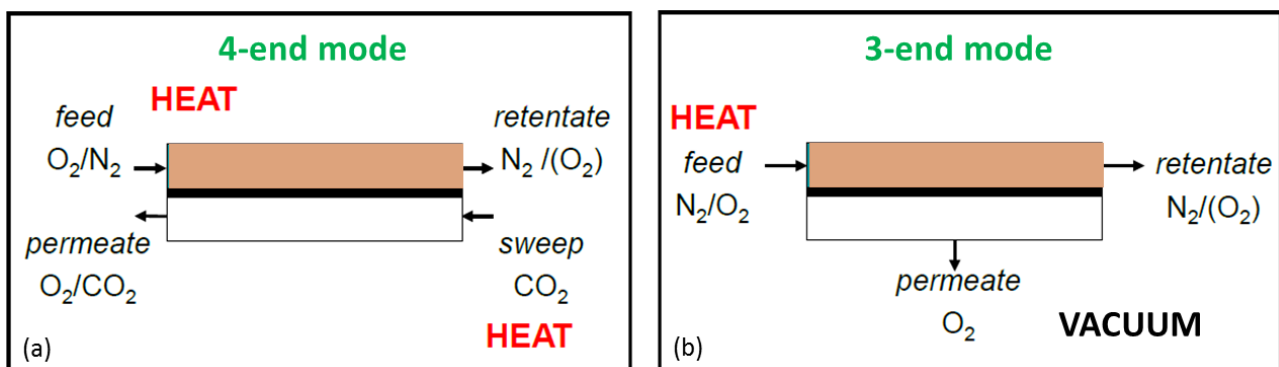 4-end mode
HEAT
feed
O₂/N₂
retentate
N₂ /(O₂)
permeate
O₂/CO₂
sweep
CO₂
HEAT
(a)
3-end mode
HEAT
feed
N₂/O₂
retentate
N₂/(O₂)
permeate
O₂
VACUUM
(b)